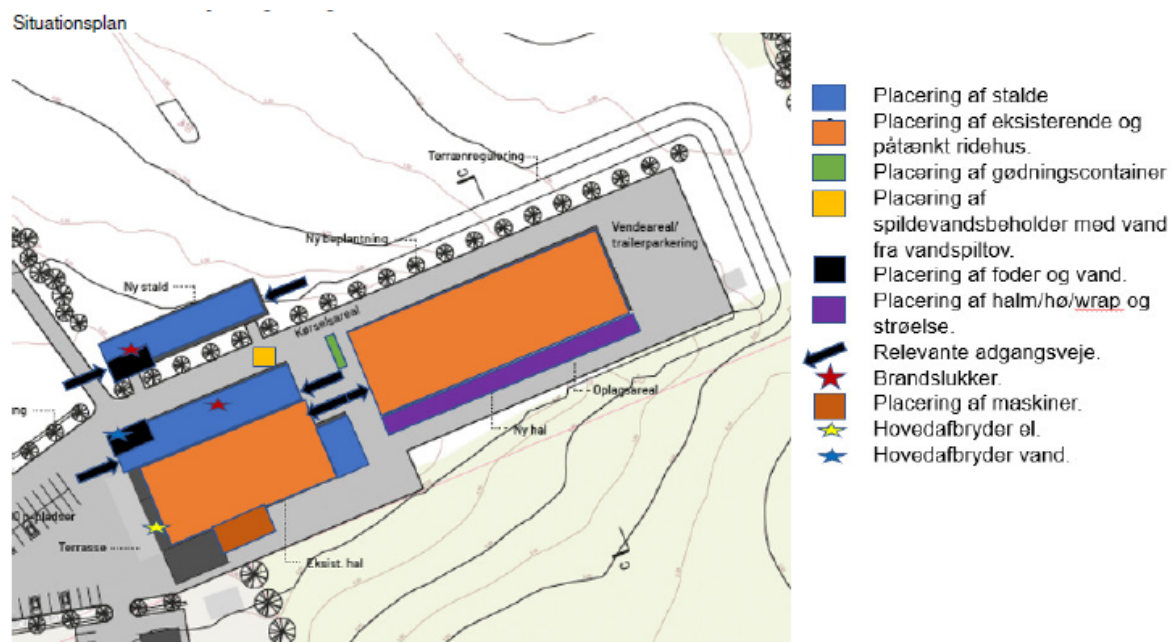 Situationsplan
Terrænregulering
Ny beplantning
Vendeareal/
trailerparkering
Ny stald
Kørselsareal
Oplagsareal
Ny hal
Terrasse
Eksist. hal
c
c
Placering af stalde
Placering af eksisterende og
påtænkt ridehus.
Placering af gødningscontainer
Placering af
spildevandsbeholder med vand
fra vandspiltov.
Placering af foder og vand.
Placering af halm/hø/wrap og
strøelse.
Relevante adgangsveje.
Brandslukker.
Placering af maskiner.
Hovedafbryder el.
Hovedafbryder vand.